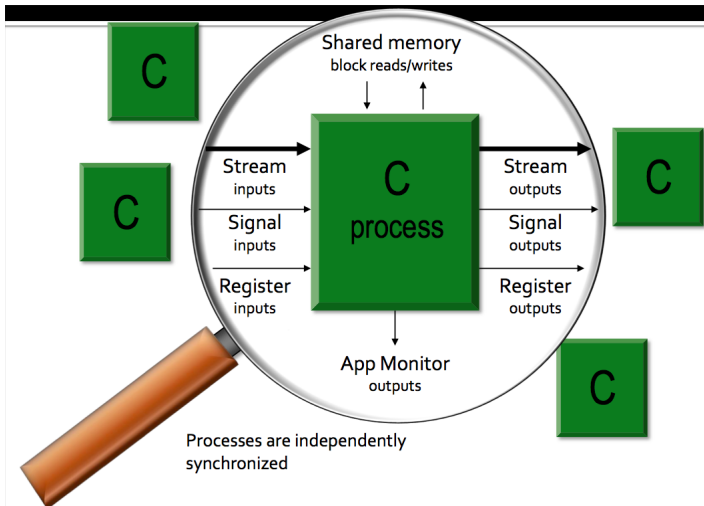 C
Shared memory
block reads/writes
C
C
C
process
Stream
inputs
Stream
outputs
Signal
inputs
Signal
outputs
Register
inputs
Register
outputs
App Monitor
outputs
C
C
Processes are independently
synchronized